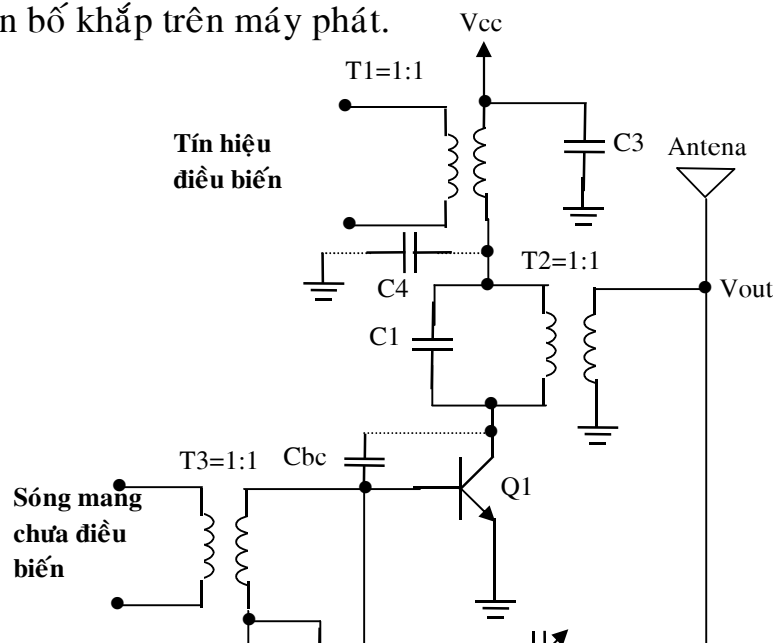 n bố khắp trên máy phát.
Vcc
T1=1:1
Tín hiệu
điều biến
C3
Antena
C4
T2=1:1
Vout
C1
T3=1:1
Cbc
Q1
Sóng mang
chưa điều
biến